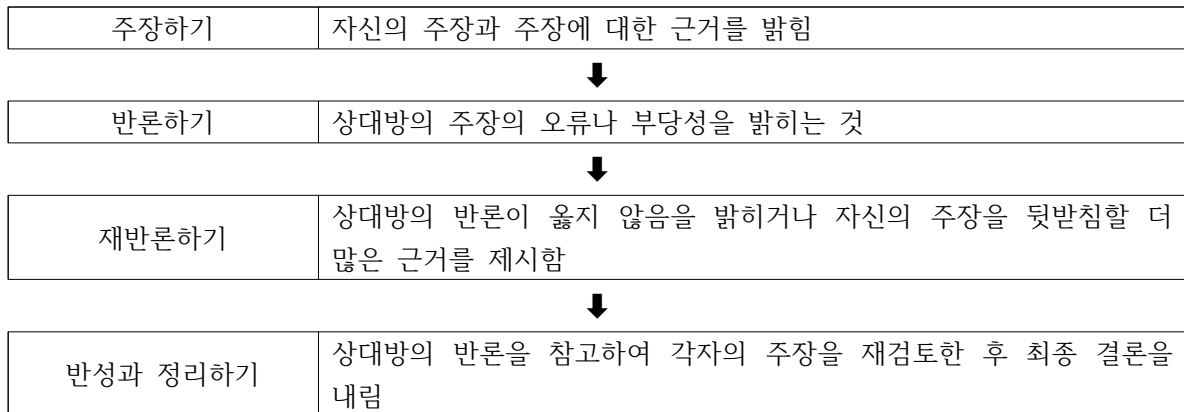 주장하기 자신의 주장과 주장에 대한 근거를 밝힘
반론하기 상대방의 주장의 오류나 부당성을 밝히는 것
재반론하기 상대방의 반론이 옳지 않음을 밝히거나 자신의 주장을 뒷받침할 더
많은 근거를 제시함
반성과 정리하기 상대방의 반론을 참고하여 각자의 주장을 재검토한 후 최종 결론을
내림